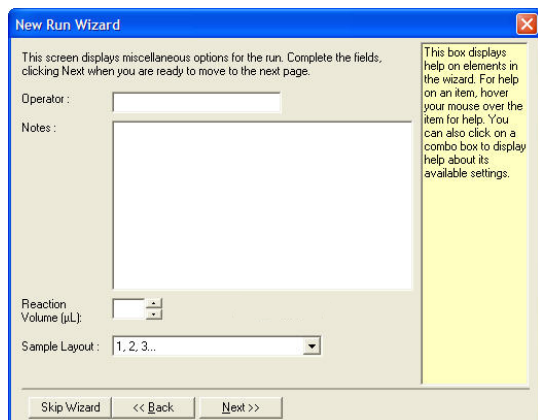 New Run Wizard
This screen displays miscellaneous options for the run. Complete the fields,
clicking Next when you are ready to move to the next page.
Operator :
Notes :
Reaction
Volume (µL):
Sample Layout :
1, 2, 3...
This box displays
help on elements in
the wizard. For help
on an item, hover
your mouse over the
item for help. You
can also click on a
combo box to display
help about its
available settings.
Skip Wizard
<< Back
Next >>